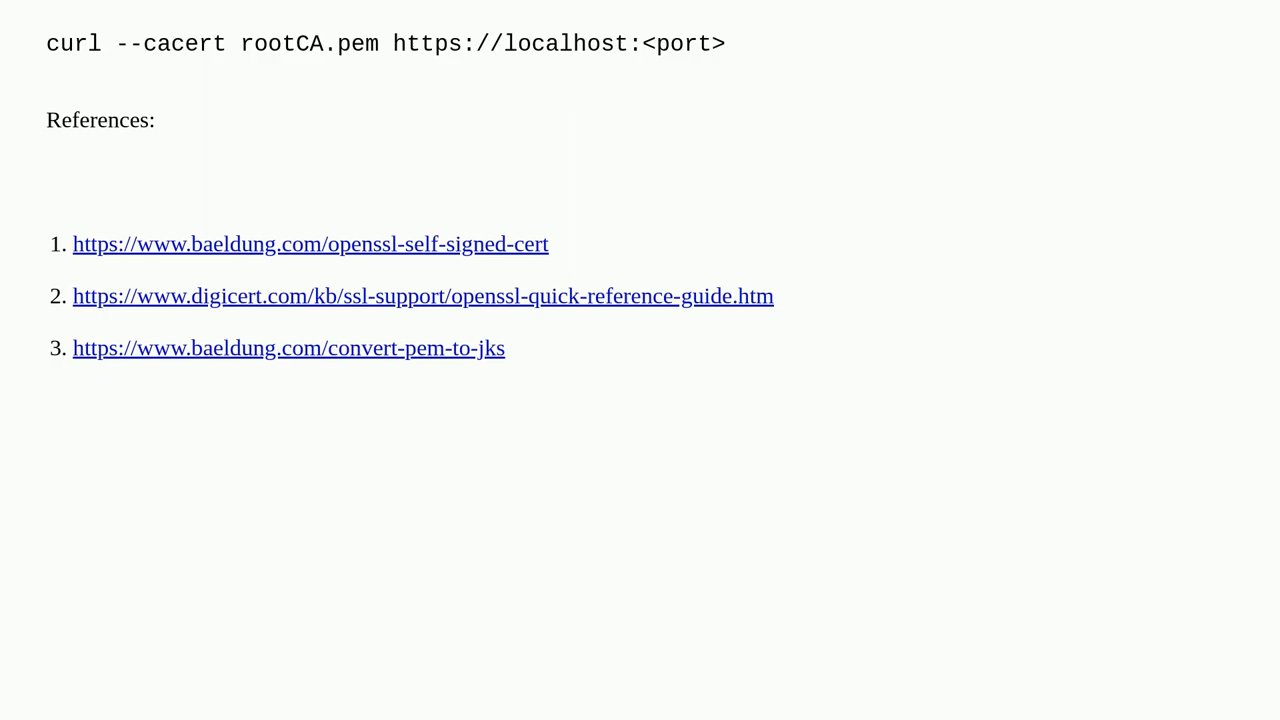 curl --cacert rootCA.pem https://localhost:<port>
References:
1. https://www.baeldung.com/openssl-self-signed-cert
2. https://www.digicert.com/kb/ssl-support/openssl-quick-reference-guide.htm
3. https://www.baeldung.com/convert-pem-to-jks